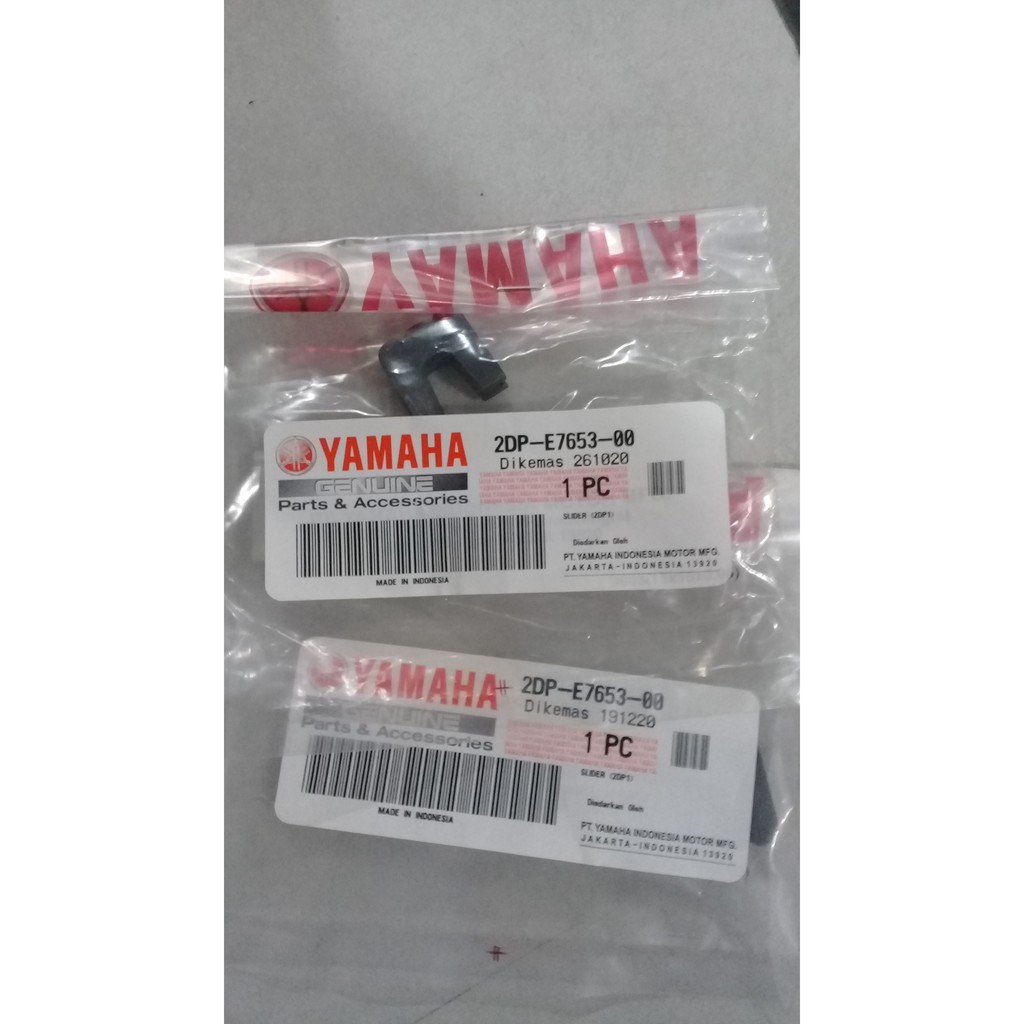 YAMAHA
YAMAHA
2DP-E7653-00
Dikemas 261020
GENUINE
1 PC
Parts & Accessories
SLIDER (2DP1)
Diedarkan Oleh
PT. YAMAHA INDONESIA MOTOR MFG.
JAKARTA-INDONESIA 13920
MADE IN INDONESIA
YAMAHA
2DP-E7653-00
Dikemas 191220
GENUINE
1 PC
Parts & Accessories
SLIDER (2DP1)
Diedarkan Oleh
PT. YAMAHA INDONESIA MOTOR MFG.
JAKARTA-INDONESIA 13920
MADE IN INDONESIA